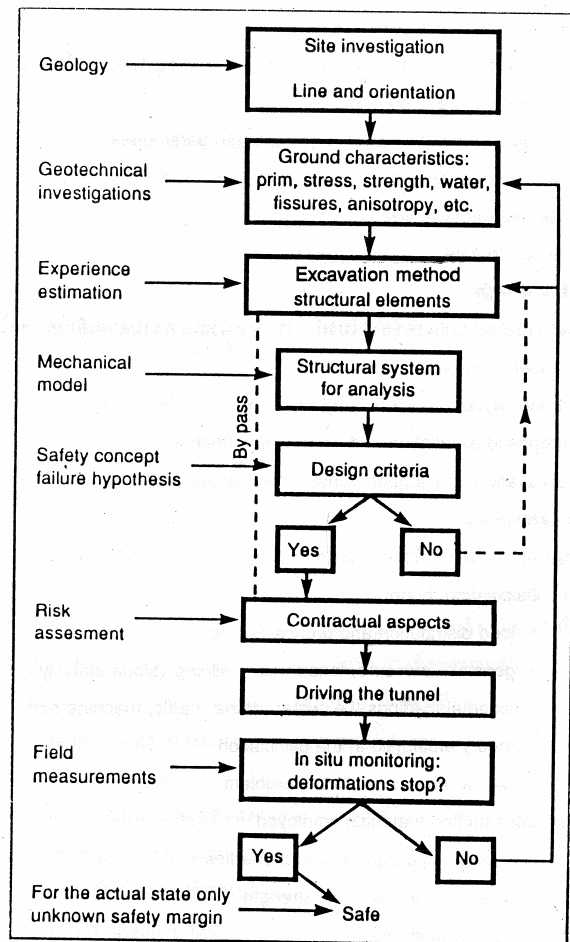 Site investigation
Geology
Line and orientation
Geotechnical
investigations
Ground characteristics:
prim, stress, strength, water,
fissures, anisotropy, etc.
Experience
estimation
Excavation method
structural elements
Mechanical
model
Structural system
for analysis
By pass
Safety concept
failure hypothesis
Design criteria
Yes
No
Risk
assesment
Contractual aspects
Driving the tunnel
Field
measurements
In situ monitoring:
deformations stop?
Yes
No
For the actual state only
unknown safety margin
Safe